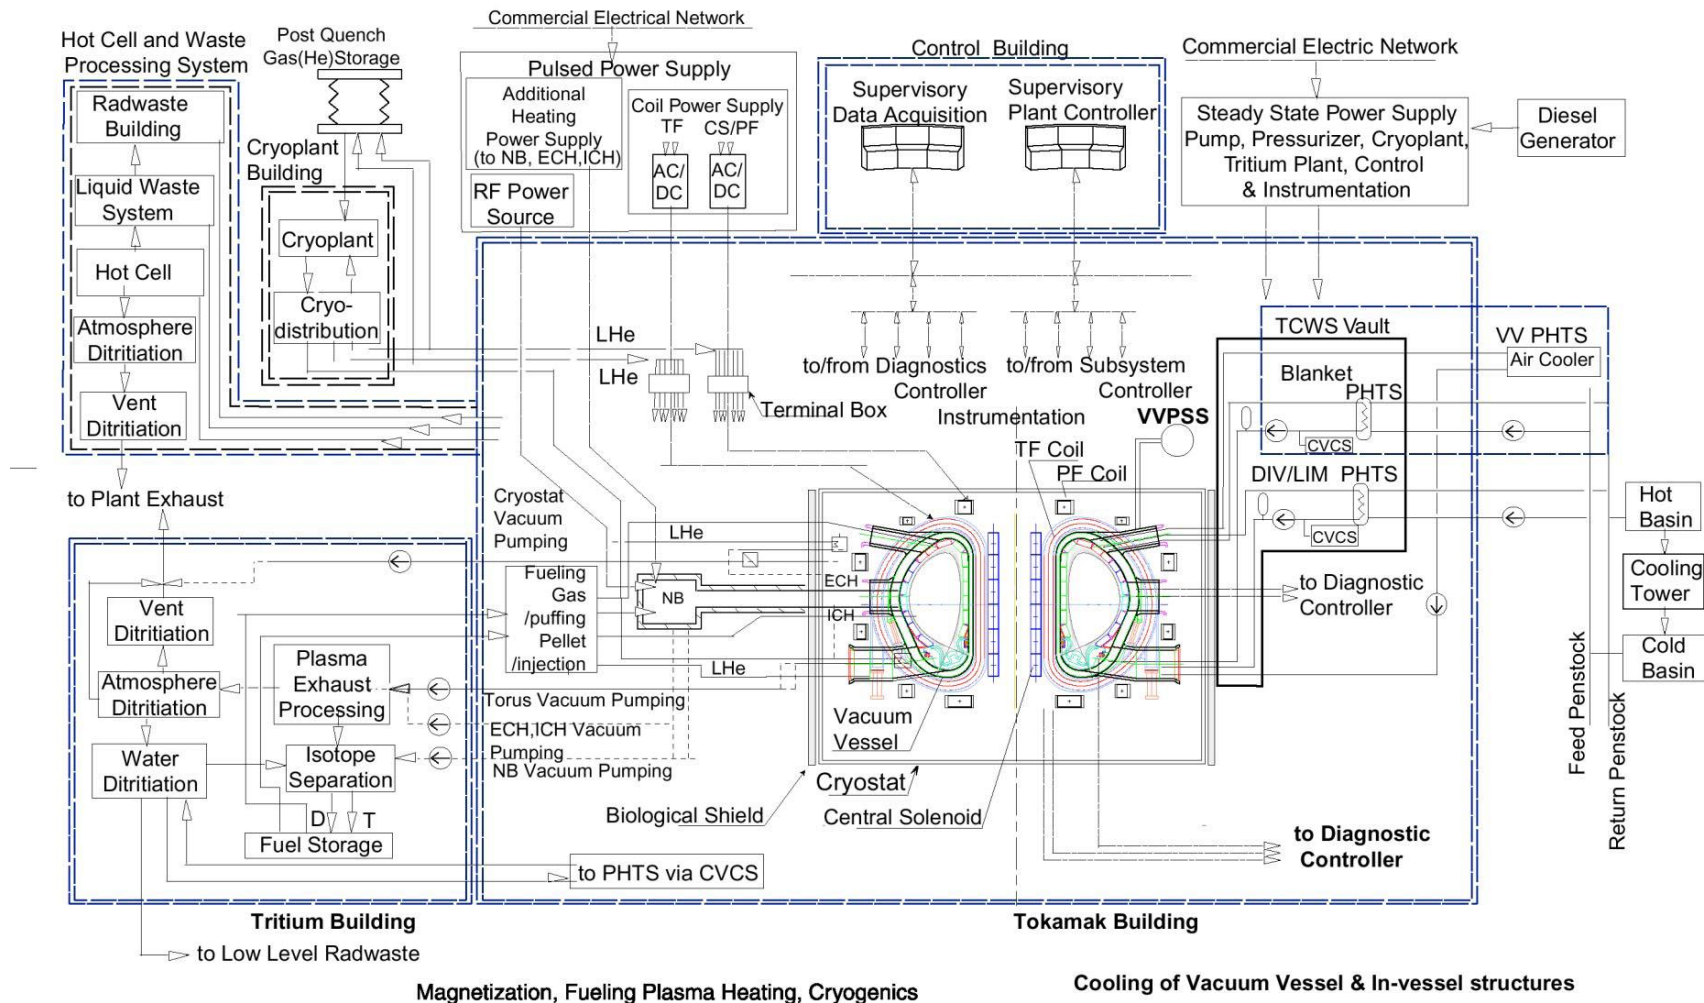 Commercial Electrical Network
Hot Cell and Waste
Processing System
Post Quench
Gas(He)Storage
Control Building
Commercial Electric Network
Pulsed Power Supply
Additional
Heating
Power Supply
(to NB, ECH,ICH)
Coil Power Supply
TF
CS/PF
AC/
DC
AC/
DC
RF Power
Source
Supervisory
Data Acquisition
Supervisory
Plant Controller
Steady State Power Supply
Pump, Pressurizer, Cryoplant,
Tritium Plant, Control
& Instrumentation
Diesel
Generator
Radwaste
Building
Liquid Waste
System
Hot Cell
Atmosphere
Ditritiation
Vent
Ditritiation
to Plant Exhaust
Cryoplant
Building
Cryoplant
Cryo-
distribution
LHe
LHe
Terminal Box
to/from Diagnostics
Controller
to/from Subsystem
Controller
Instrumentation
VVPSS
TCWS Vault
VV PHTS
Air Cooler
Blanket
PHTS
CVCS
DIV/LIM PHTS
CVCS
TF Coil
PF Coil
Hot
Basin
Cooling
Tower
Cold
Basin
Feed Penstock
Return Penstock
Cryostat
Vacuum
Pumping
LHe
Fueling
Gas
/puffing
Pellet
/injection
NB
ECH
ICH
LHe
to Diagnostic
Controller
Vent
Ditritiation
Plasma
Exhaust
Processing
Atmosphere
Ditritiation
Water
Ditritiation
Isotope
Separation
D
T
Fuel Storage
Torus Vacuum Pumping
ECH,ICH Vacuum
Pumping
NB Vacuum Pumping
Vacuum
Vessel
Cryostat
Biological Shield
Central Solenoid
to Diagnostic
Controller
to PHTS via CVCS
Tritium Building
Tokamak Building
to Low Level Radwaste
Magnetization, Fueling Plasma Heating, Cryogenics
Cooling of Vacuum Vessel & In-vessel structures